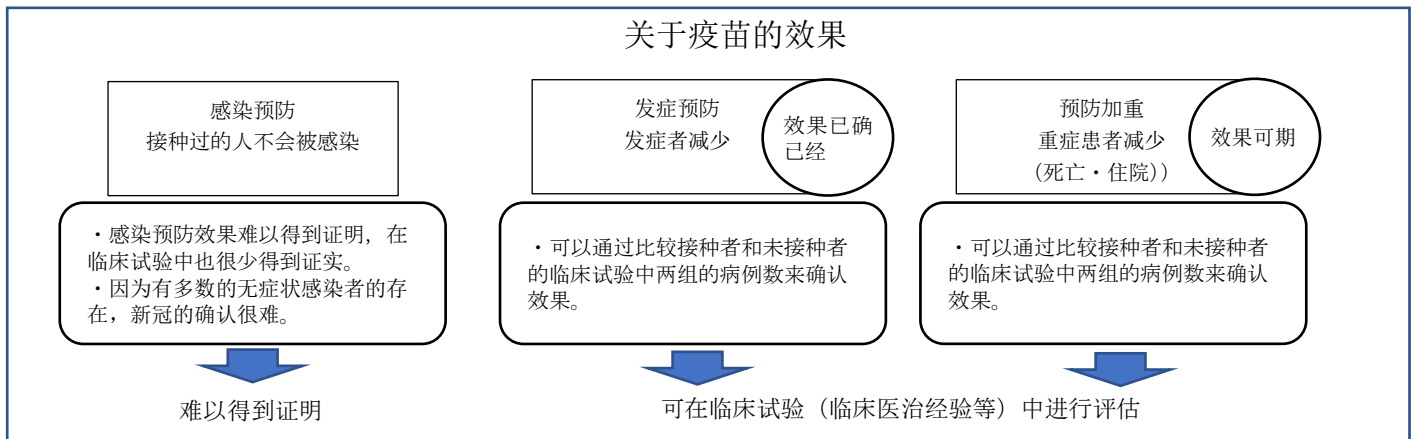 关于疫苗的效果
感染预防
接种过的人不会被感染
・感染预防效果难以得到证明，在
临床试验中也很少得到证实。
・因为有多数的无症状感染者的存
在，新冠的确认很难。
难以得到证明
发症预防
发症者减少
效果已确
已经
・可以通过比较接种者和未接种者
的临床试验中两组的病例数来确认
效果。
预防加重
重症患者减少
（死亡・住院））
效果可期
・可以通过比较接种者和未接种者
的临床试验中两组的病例数来确认
效果。
可在临床试验（临床医治经验等）中进行评估